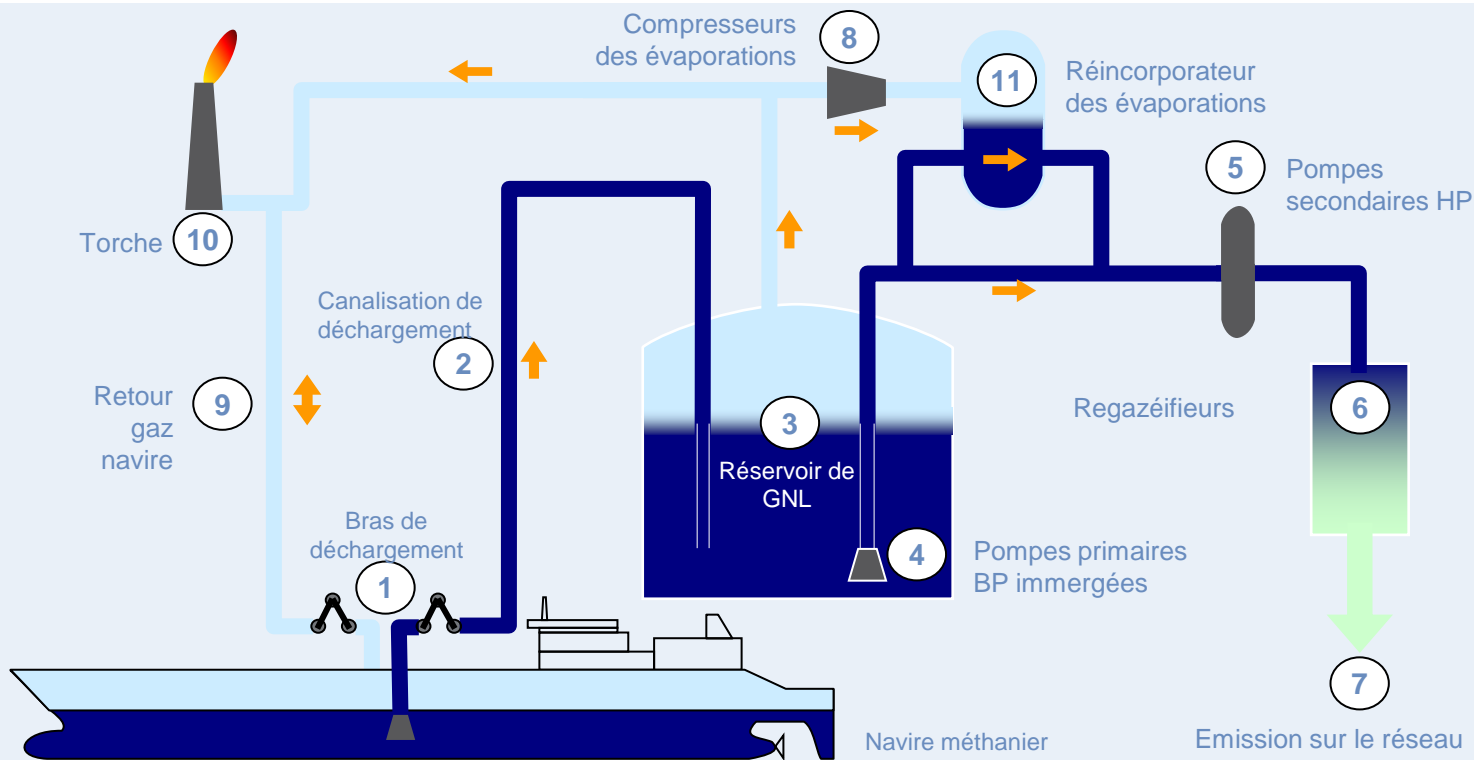 Compresseurs
des évaporations
8
11
Réincorporateur
des évaporations
5
Pompes
secondaires HP
Torche
10
Canalisation de
déchargement
2
Retour
gaz
navire
9
3
Réservoir de
GNL
Regazéifieurs
6
Bras de
déchargement
1
4
Pompes primaires
BP immergées
7
Navire méthanier
Emission sur le réseau